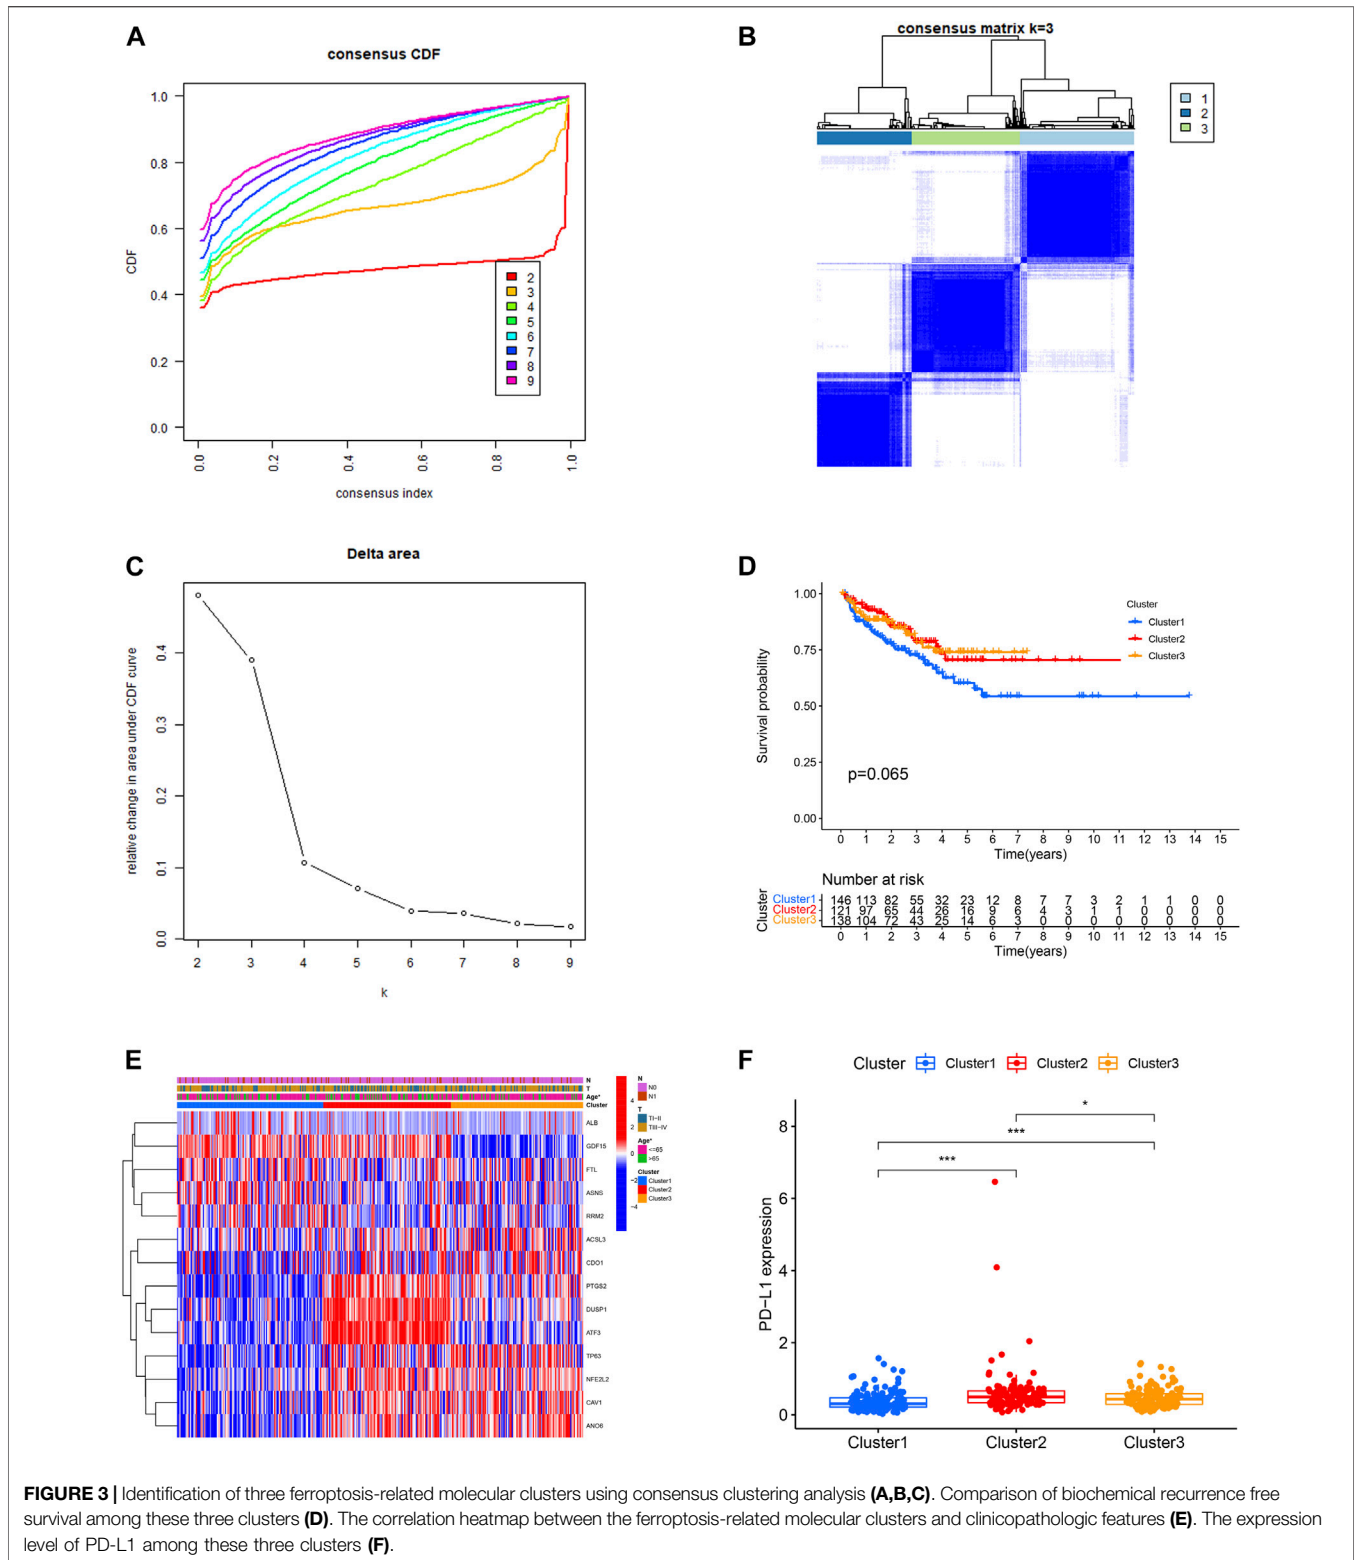 A
consensus CDF
CDF
1.0
0.8
0.6
0.4
0.2
0.0
2
3
4
5
6
7
8
9
0.0 0.2 0.4 0.6 0.8 1.0
consensus index
B
consensus matrix k=3
1
2
3
C
Delta area
relative change in area under CDF curve
0.4
0.3
0.2
0.1
0.0
2 3 4 5 6 7 8 9
k
D
Survival probability
1.00
0.75
0.50
0.25
0.00
Cluster
Cluster1
Cluster2
Cluster3
p=0.065
0 1 2 3 4 5 6 7 8 9 10 11 12 13 14 15
Time(years)
Number at risk
Cluster
Cluster1 146 113 82 55 32 23 12 8 7 7 3 2 1 1 0 0
Cluster2 121 97 65 44 26 16 9 6 4 3 1 1 0 0 0 0
Cluster3 138 104 72 43 25 14 6 3 0 0 0 0 0 0 0 0
0 1 2 3 4 5 6 7 8 9 10 11 12 13 14 15
Time(years)
E
N
T
Age*
Cluster
ALB
GDF15
FTL
ASNS
RRM2
ACSL3
CDO1
PTGS2
DUSP1
ATF3
TP63
NFE2L2
CAV1
ANO6
4
2
0
−2
−4
N
N0
N1
T
TI−II
TIII−IV
Age*
<=65
>65
Cluster
Cluster1
Cluster2
Cluster3
F
Cluster Cluster1 Cluster2 Cluster3
PD−L1 expression
8
6
4
2
0
*
***
***
Cluster1 Cluster2 Cluster3
FIGURE 3 | Identification of three ferroptosis-related molecular clusters using consensus clustering analysis (A,B,C). Comparison of biochemical recurrence free
survival among these three clusters (D). The correlation heatmap between the ferroptosis-related molecular clusters and clinicopathologic features (E). The expression
level of PD-L1 among these three clusters (F).